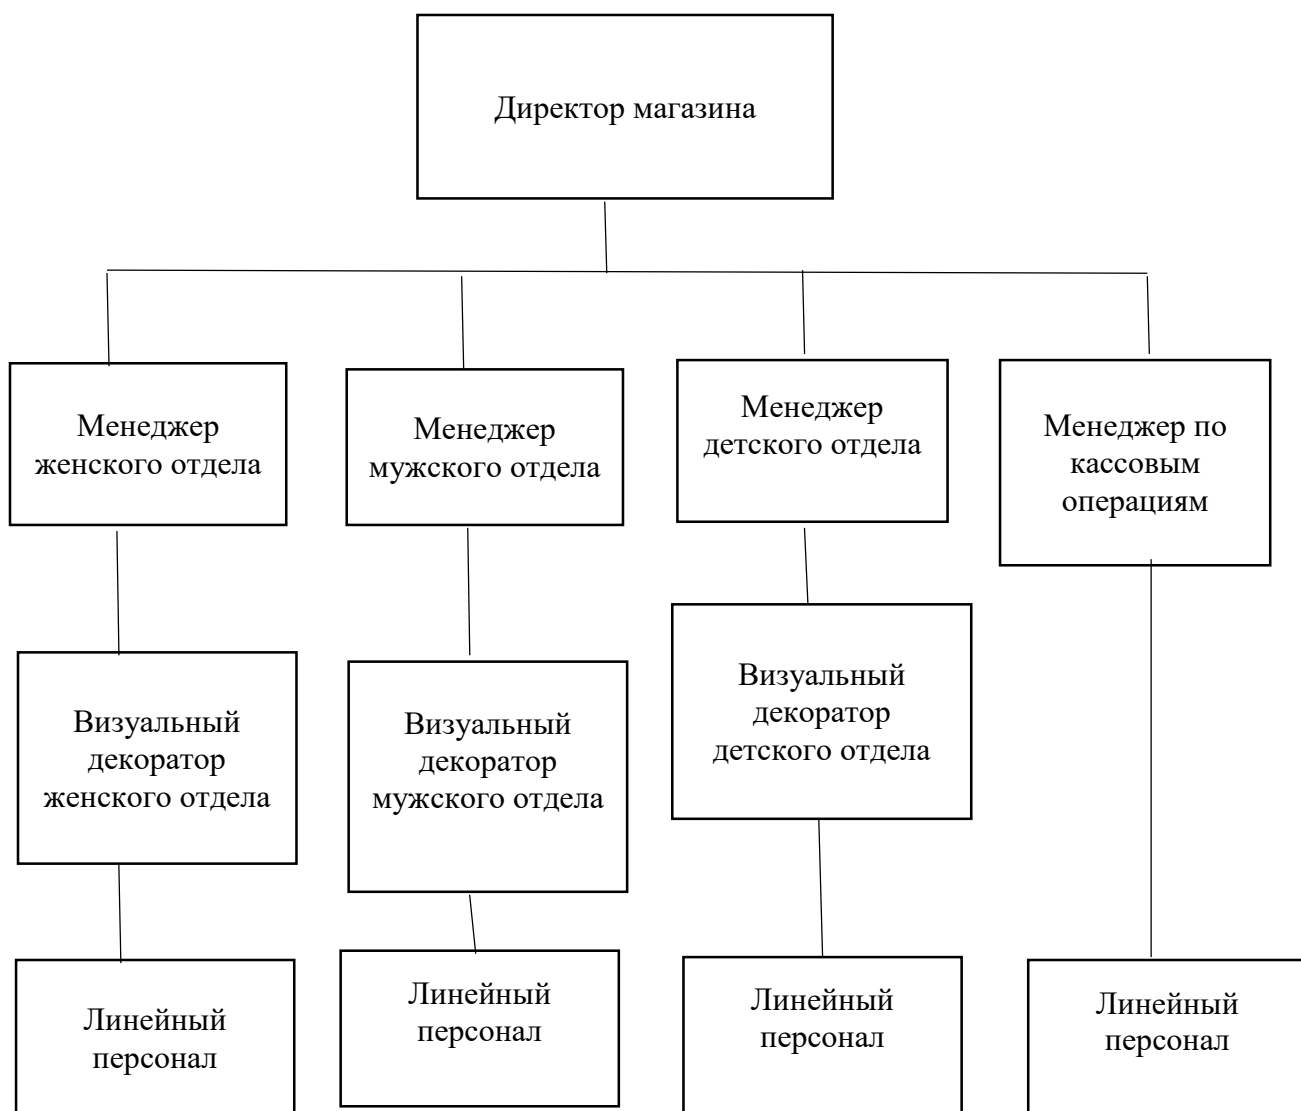 Директор магазина
Менеджер
женского отдела
Менеджер
мужского отдела
Менеджер
детского отдела
Менеджер по
кассовым
операциям
Визуальный
декоратор
женского отдела
Визуальный
декоратор
мужского отдела
Визуальный
декоратор
детского отдела
Линейный
персонал
Линейный
персонал
Линейный
персонал
Линейный
персонал